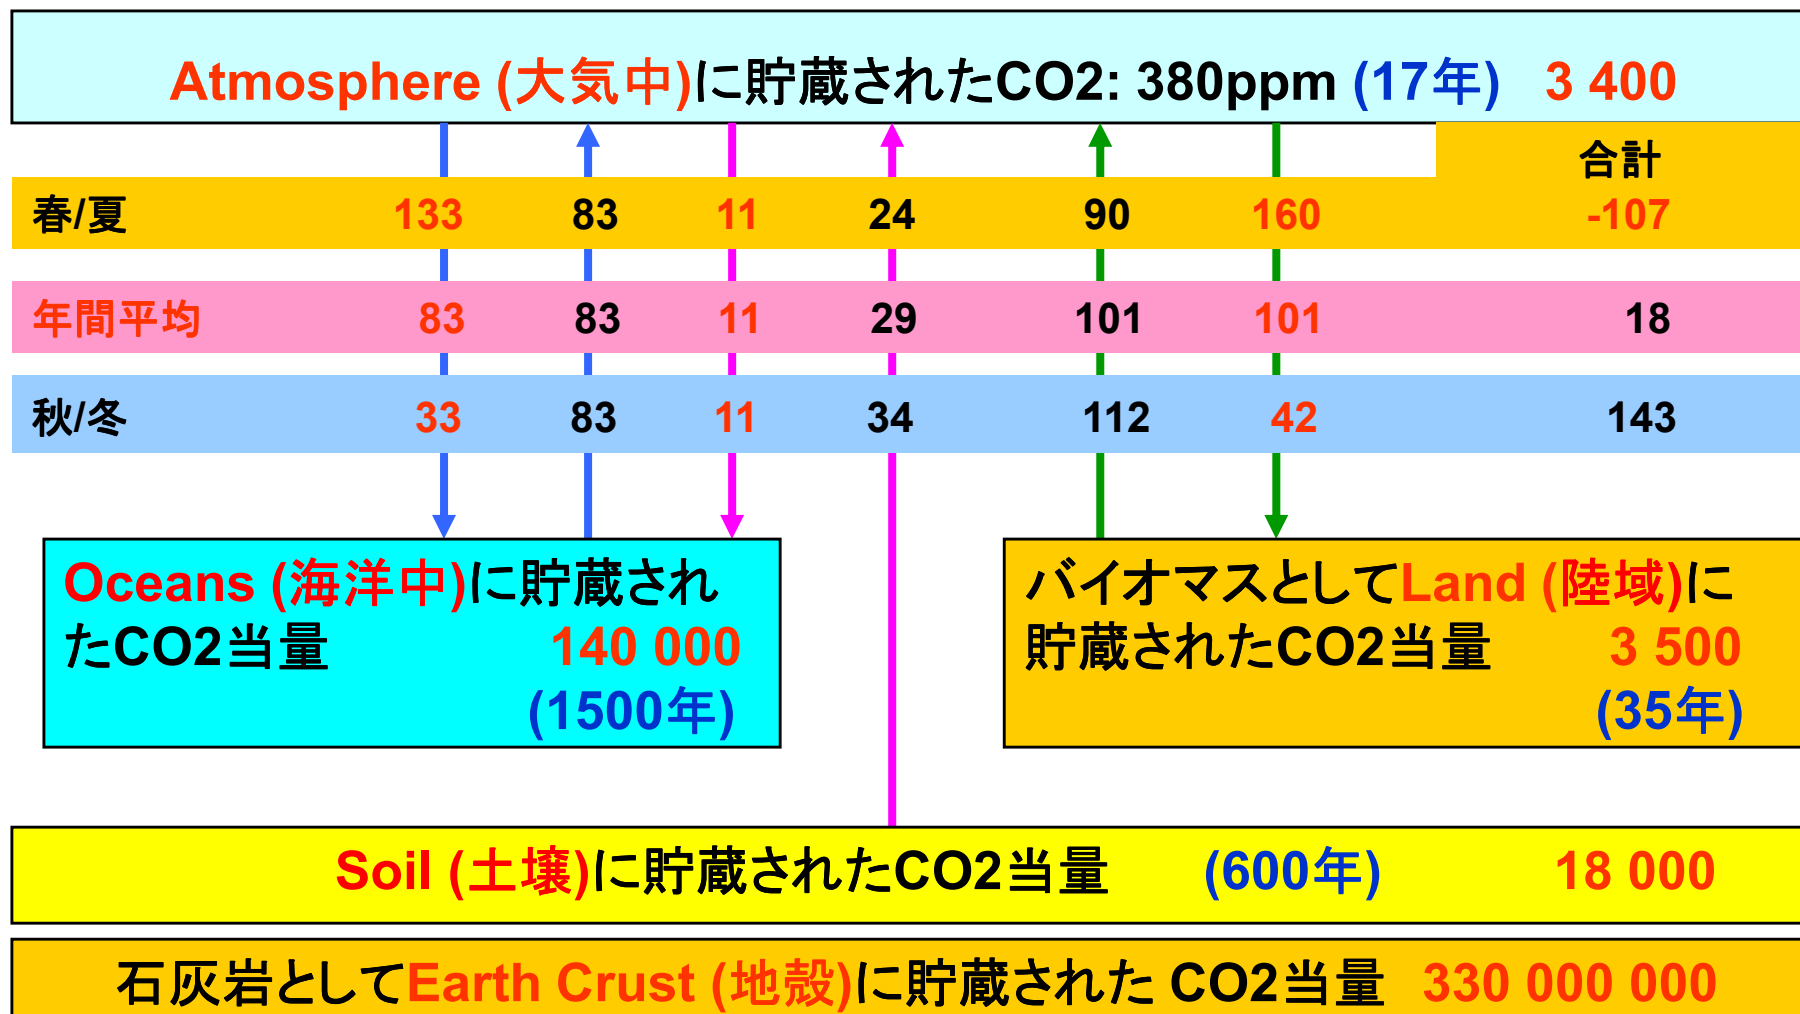 Atmosphere (大気中)に貯蔵されたCO2: 380ppm (17年) 3 400
合計
春/夏 133 83 11 24 90 160 -107
年間平均 83 83 11 29 101 101 18
秋/冬 33 83 11 34 112 42 143
Oceans (海洋中)に貯蔵され
たCO2当量 140 000
(1500年)
バイオマスとしてLand (陸域)に
貯蔵されたCO2当量 3 500
(35年)
Soil (土壌)に貯蔵されたCO2当量 (600年) 18 000
石灰岩としてEarth Crust (地殻)に貯蔵された CO2当量 330 000 000